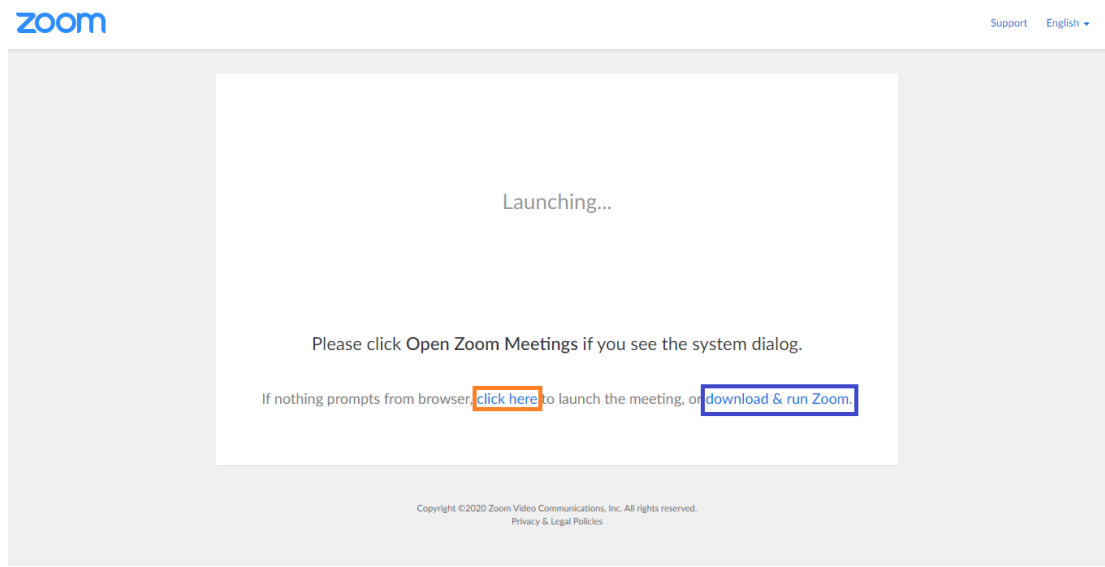 zoom
Support English
Launching...
Please click Open Zoom Meetings if you see the system dialog.
If nothing prompts from browser, click here to launch the meeting, or download & run Zoom.
Copyright ©2020 Zoom Video Communications, Inc. All rights reserved.
Privacy & Legal Policies